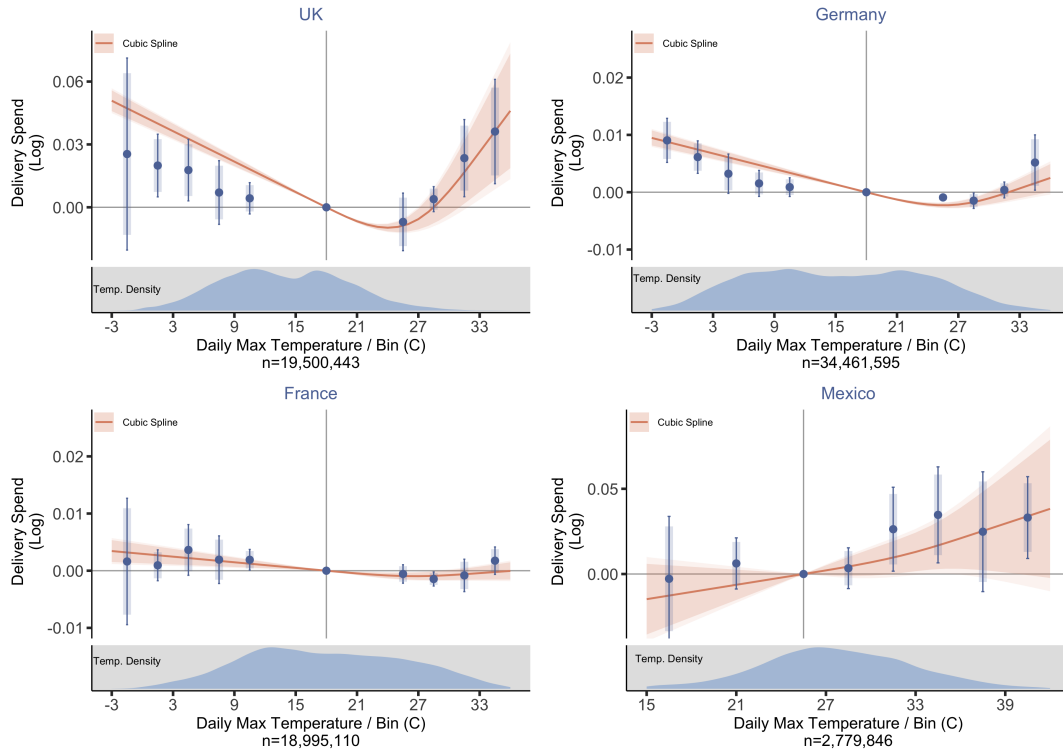 UK
Cubic Spline
Delivery Spend
(Log)
0.06
0.03
0.00
Temp. Density
-3 3 9 15 21 27 33
Daily Max Temperature / Bin (C)
n=19,500,443
Germany
Cubic Spline
Delivery Spend
(Log)
0.02
0.01
0.00
-0.01
Temp. Density
-3 3 9 15 21 27 33
Daily Max Temperature / Bin (C)
n=34,461,595
France
Cubic Spline
Delivery Spend
(Log)
0.02
0.01
0.00
-0.01
Temp. Density
-3 3 9 15 21 27 33
Daily Max Temperature / Bin (C)
n=18,995,110
Mexico
Cubic Spline
Delivery Spend
(Log)
0.05
0.00
Temp. Density
15 21 27 33 39
Daily Max Temperature / Bin (C)
n=2,779,846